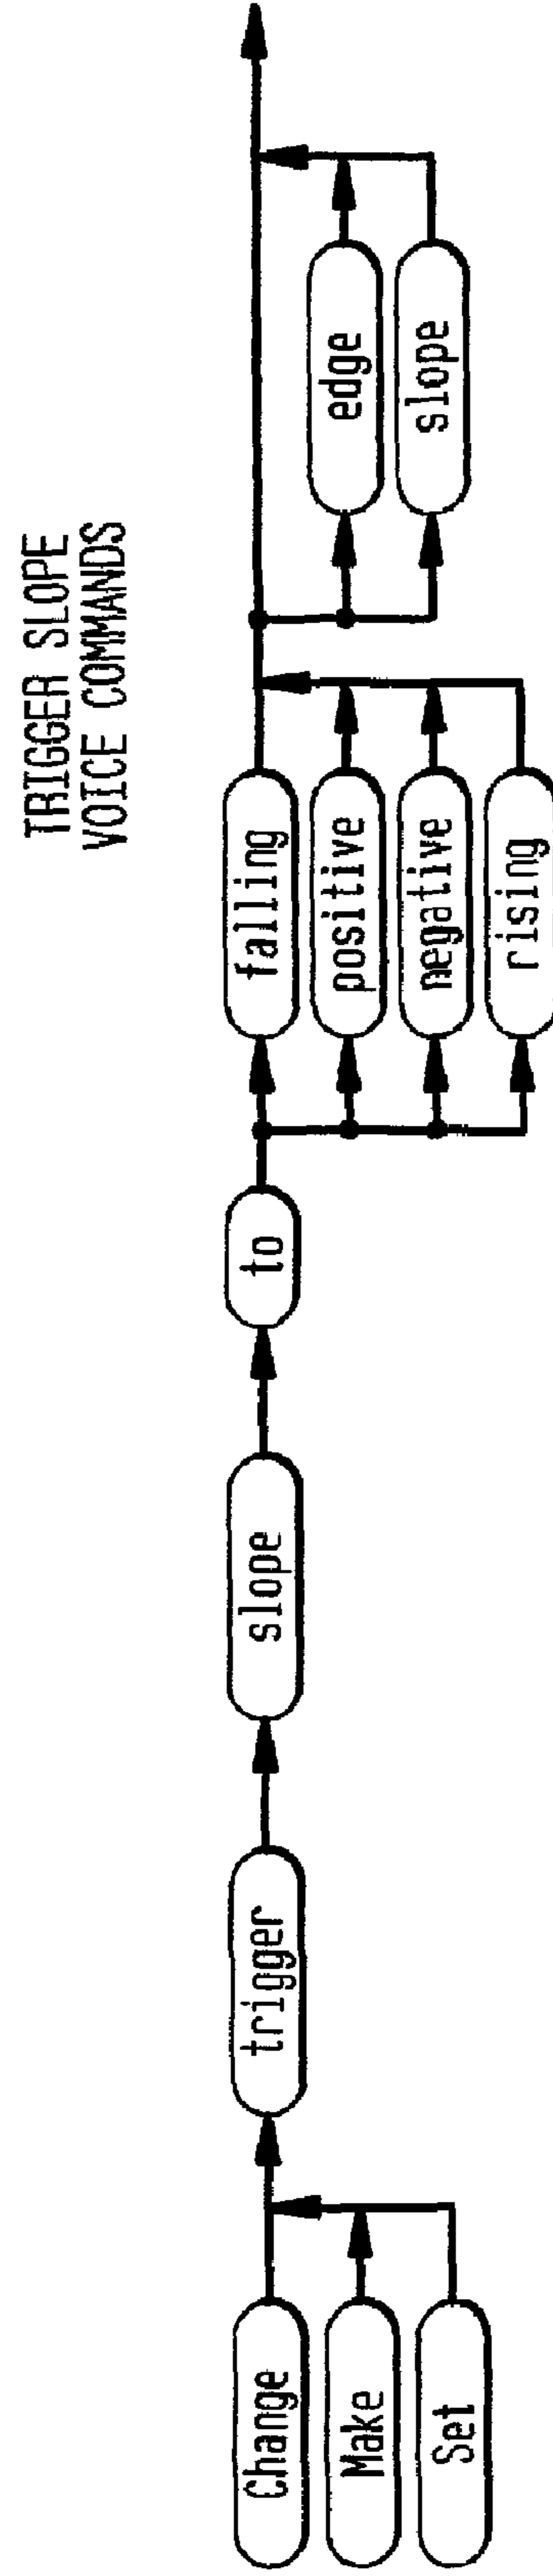 TRIGGER SLOPE
VOICE COMMANDS
Change
Make
Set
trigger
slope
to
falling
positive
negative
rising
edge
slope